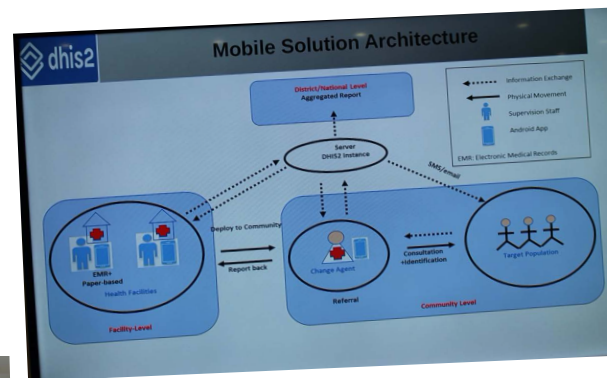 dhis2
Mobile Solution Architecture
District/National Level
Aggregated Report
Information Exchange
Physical Movement
Supervision Staff
Android App
EMR: Electronic Medical Records
Server
DHIS2 Instance
SMS/email
Deploy to Community
Report back
EMR+
Paper-based
Health Facilities
Facility-Level
Change Agent
Referral
Consultation
+Identification
Target Population
Community Level